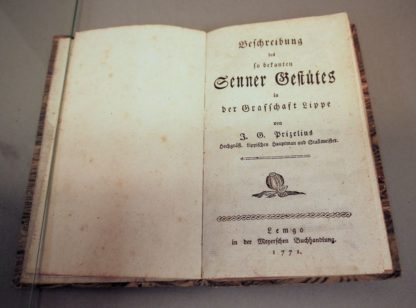 Beschreibung
des
so bekanten
Senner Gestütes
in
der Grafschaft Lippe
von
J. G. Prizelius
Hochgräfl. lippischen Hauptman und Stallmeister.
Lemgo
in der Meyerschen Buchhandlung.
1771.